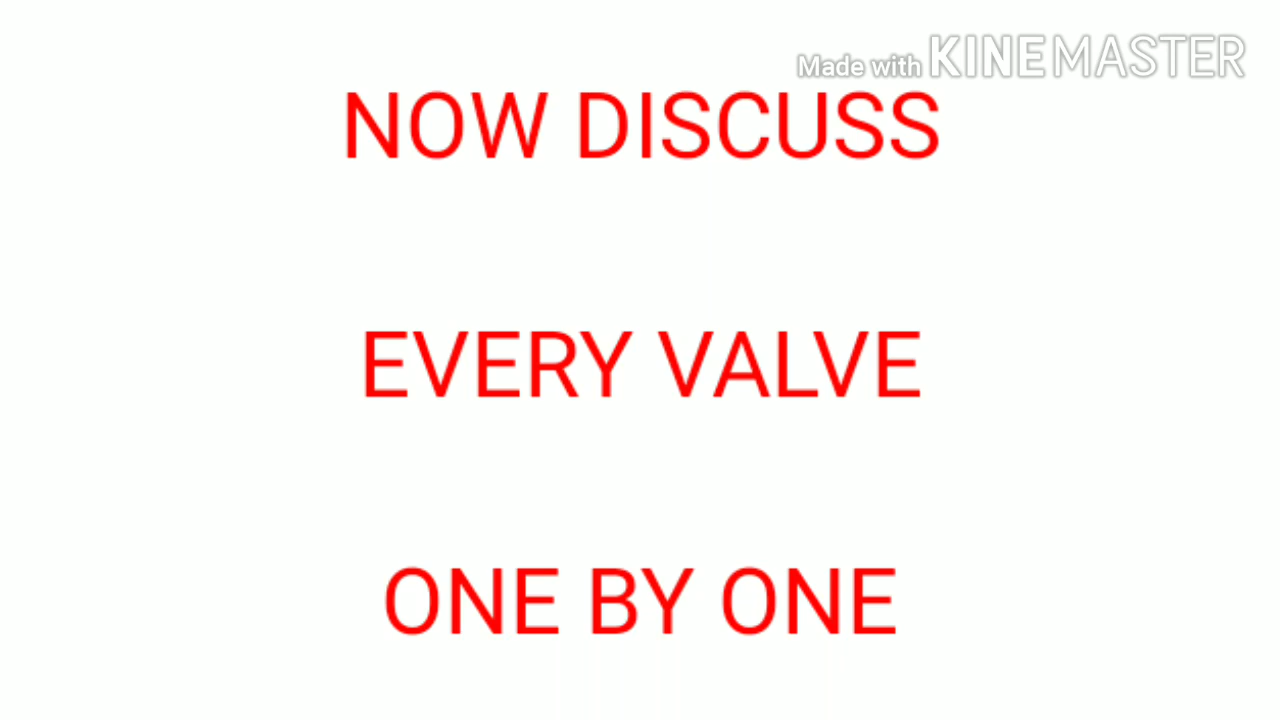 Made with KINEMASTER
NOW DISCUSS
EVERY VALVE
ONE BY ONE